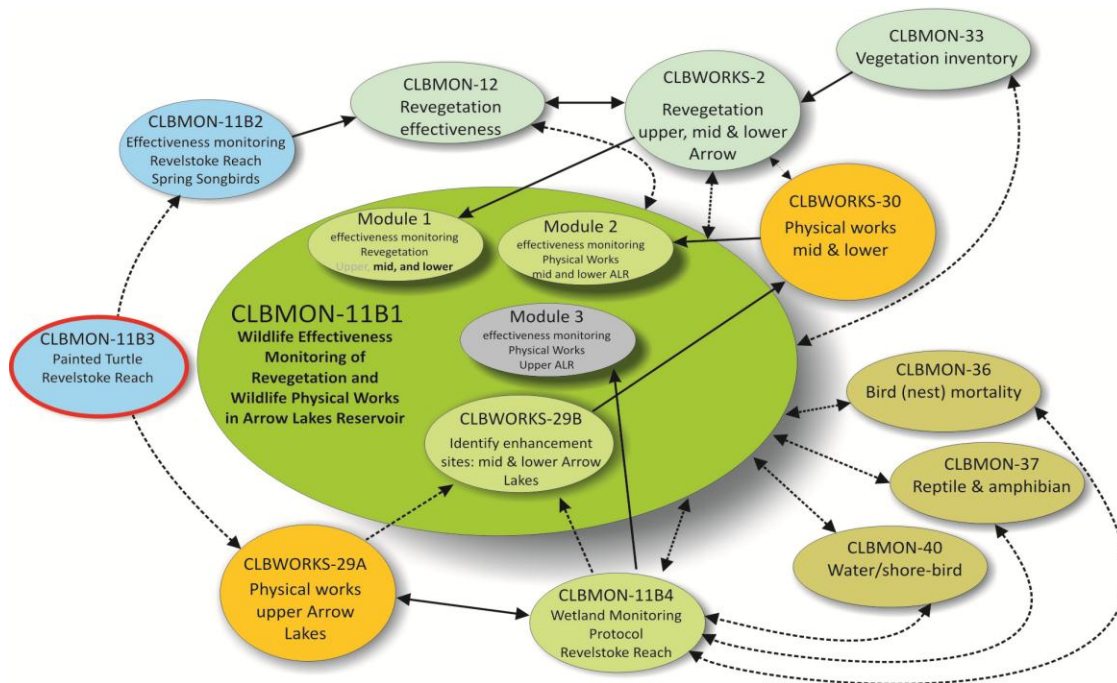 CLBMON-33
Vegetation inventory
CLBWORKS-2
Revegetation
upper, mid & lower
Arrow
CLBMON-12
Revegetation
effectiveness
CLBMON-11B2
Effectiveness monitoring
Revelstoke Reach
Spring Songbirds
CLBWORKS-30
Physical works
mid & lower
Module 1
effectiveness monitoring
Revegetation
Upper, mid, and lower
Module 2
effectiveness monitoring
Physical Works
mid and lower ALR
CLBMON-11B1
Wildlife Effectiveness
Monitoring of
Revegetation and
Wildlife Physical Works
in Arrow Lakes Reservoir
Module 3
effectiveness monitoring
Physical Works
Upper ALR
CLBMON-11B3
Painted Turtle
Revelstoke Reach
CLBWORKS-29B
Identify enhancement
sites: mid & lower Arrow
Lakes
CLBMON-36
Bird (nest) mortality
CLBMON-37
Reptile & amphibian
CLBMON-40
Water/shore-bird
CLBWORKS-29A
Physical works
upper Arrow
Lakes
CLBMON-11B4
Wetland Monitoring
Protocol
Revelstoke Reach